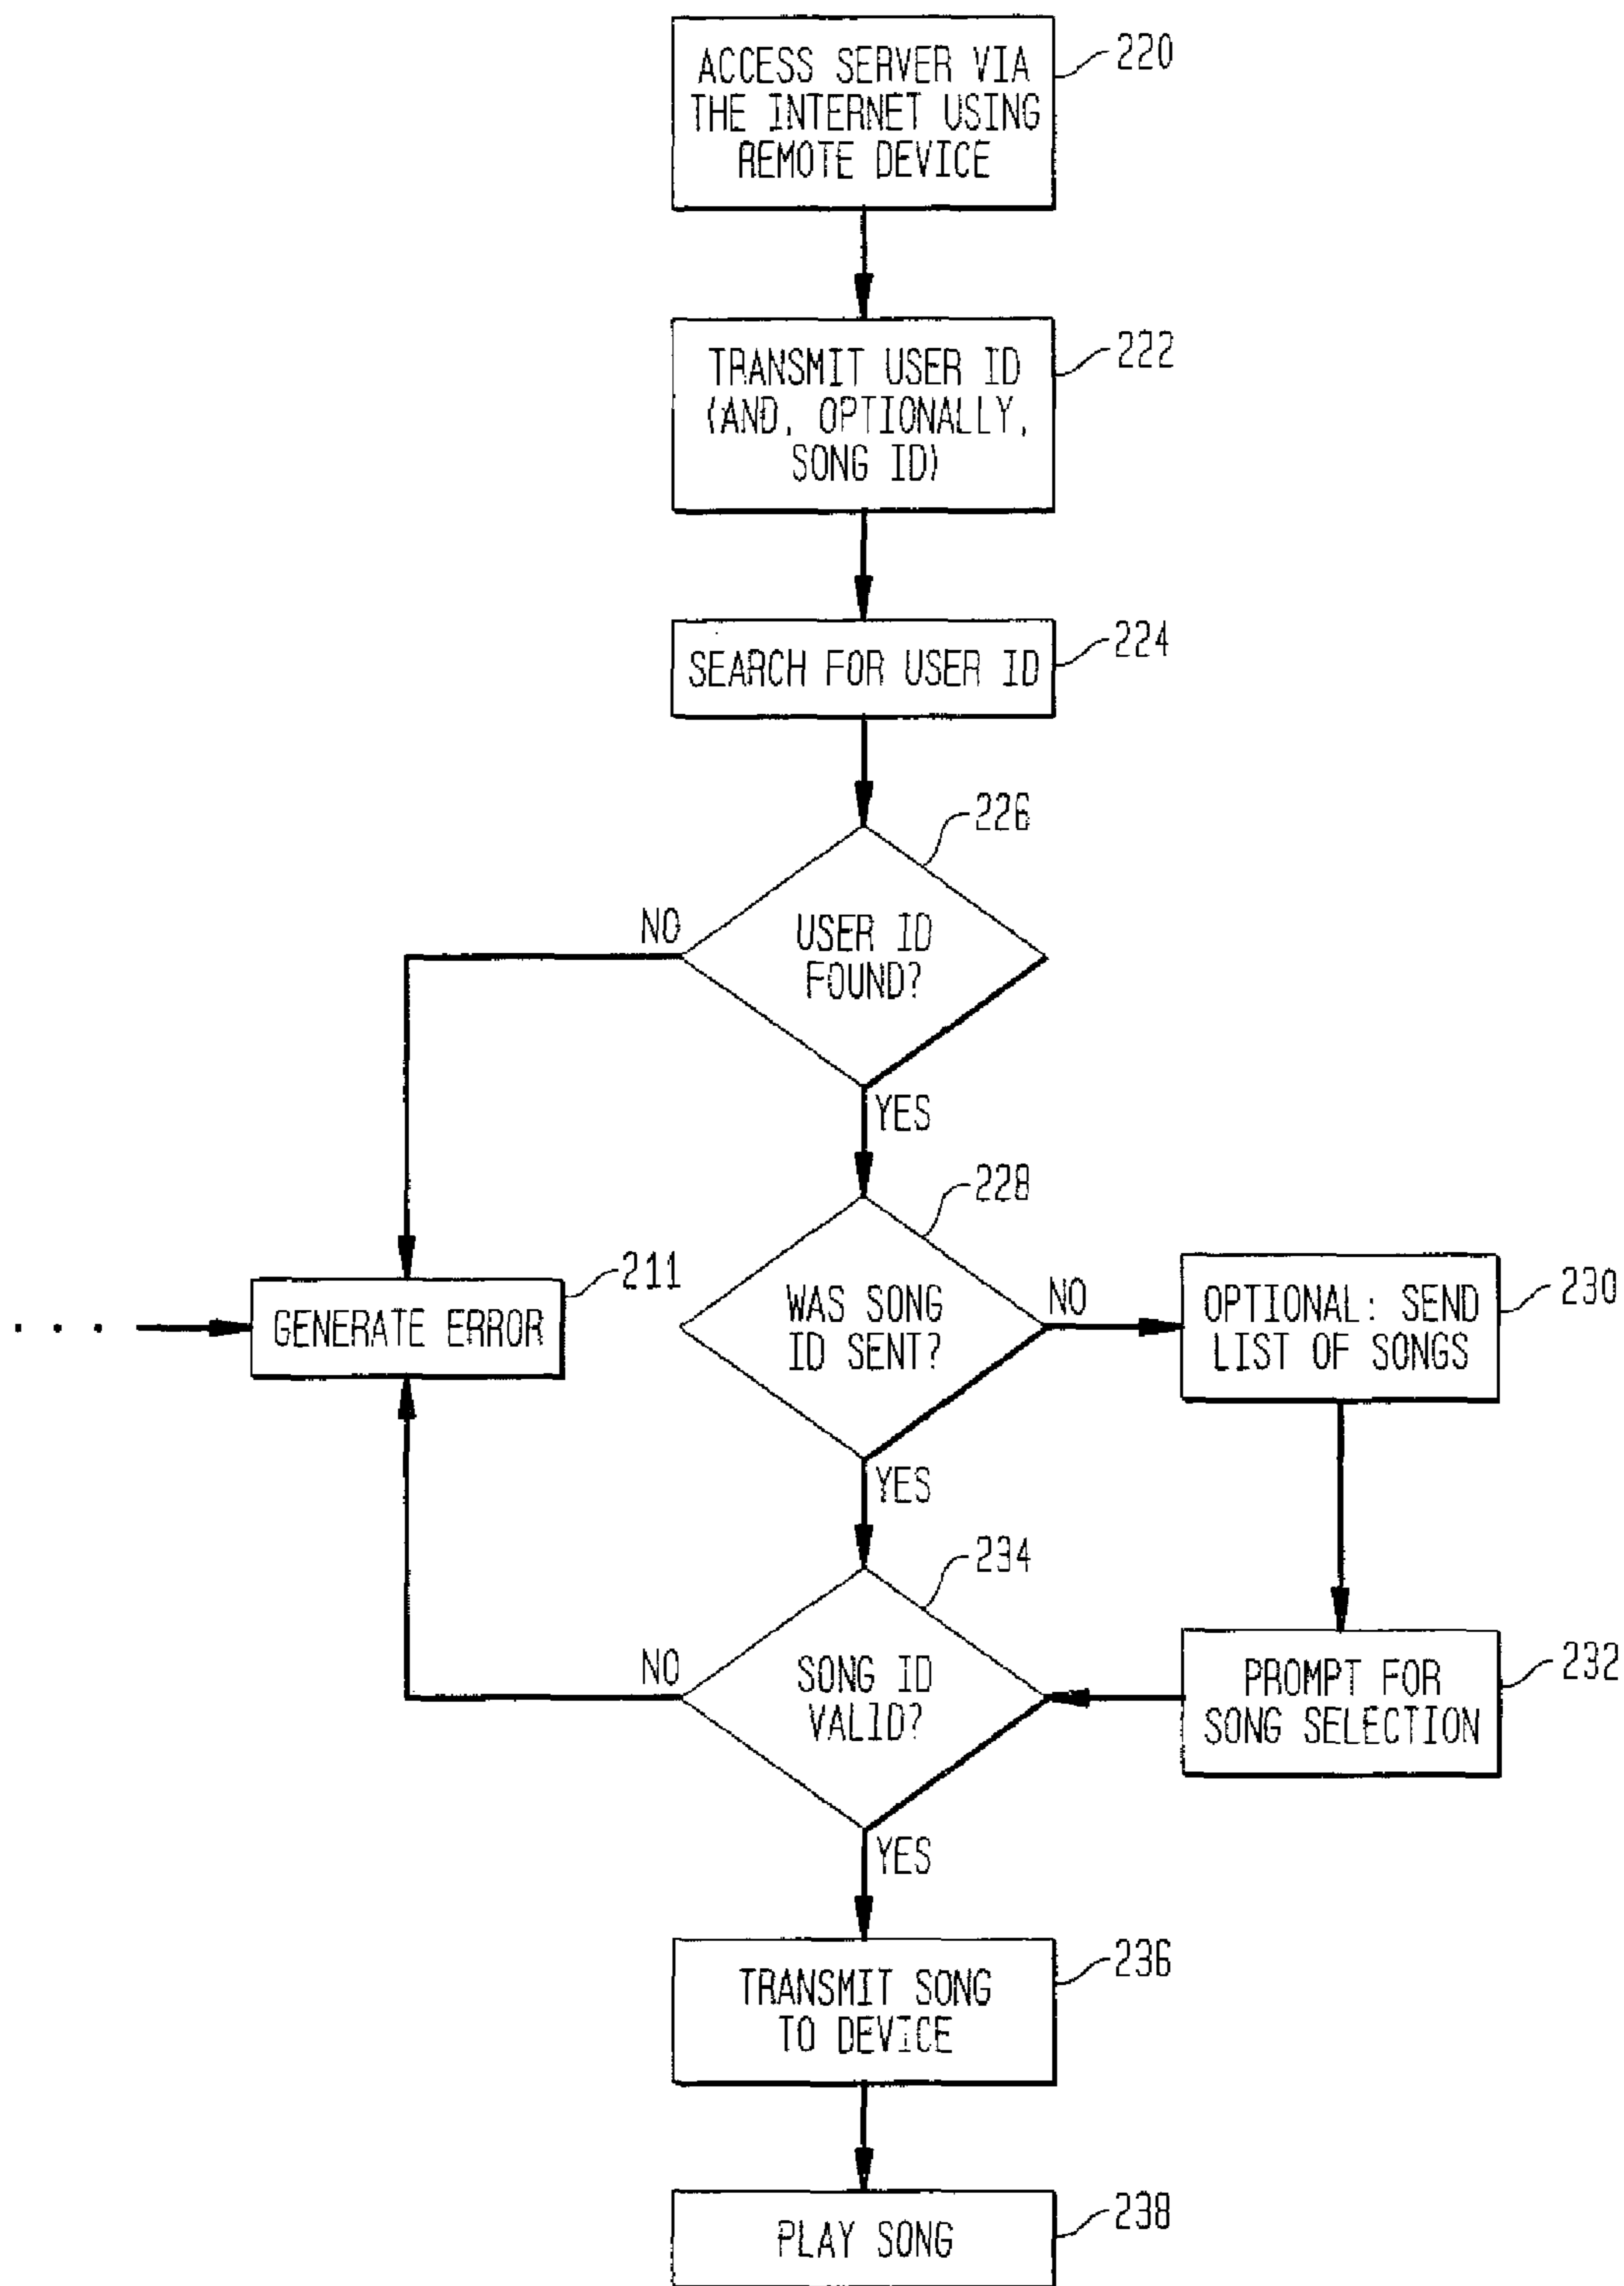 ACCESS SERVER VIA
THE INTERNET USING
REMOTE DEVICE
220
TRANSMIT USER ID
(AND, OPTIONALLY,
SONG ID)
222
SEARCH FOR USER ID
224
226
USER ID
FOUND?
NO
YES
228
WAS SONG
ID SENT?
NO
YES
211
. . .
GENERATE ERROR
OPTIONAL: SEND
LIST OF SONGS
230
PROMPT FOR
SONG SELECTION
232
234
SONG ID
VALID?
NO
YES
TRANSMIT SONG
TO DEVICE
236
PLAY SONG
238